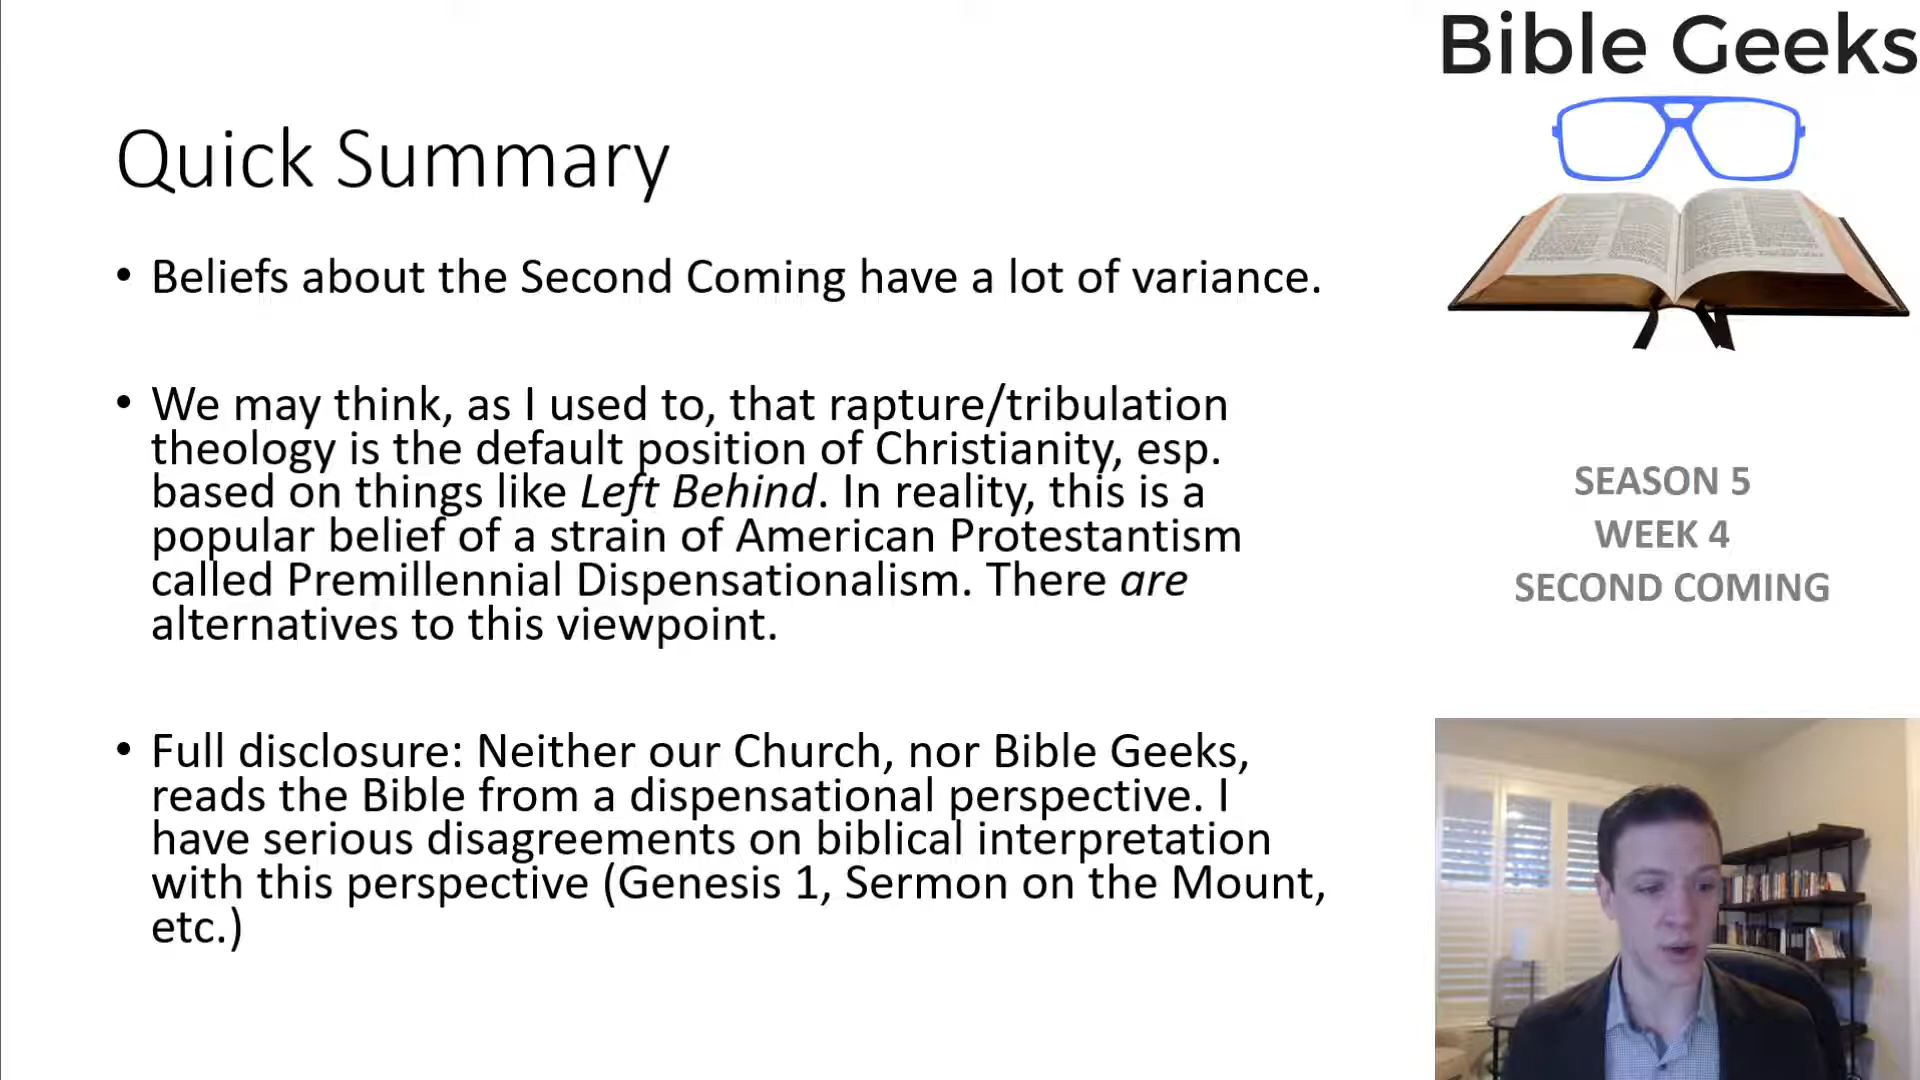 Bible Geeks
Quick Summary
• Beliefs about the Second Coming have a lot of variance.
• We may think, as I used to, that rapture/tribulation
theology is the default position of Christianity, esp.
based on things like Left Behind. In reality, this is a
popular belief of a strain of American Protestantism
called Premillennial Dispensationalism. There are
alternatives to this viewpoint.
• Full disclosure: Neither our Church, nor Bible Geeks,
reads the Bible from a dispensational perspective. I
have serious disagreements on biblical interpretation
with this perspective (Genesis 1, Sermon on the Mount,
etc.)
SEASON 5
WEEK 4
SECOND COMING